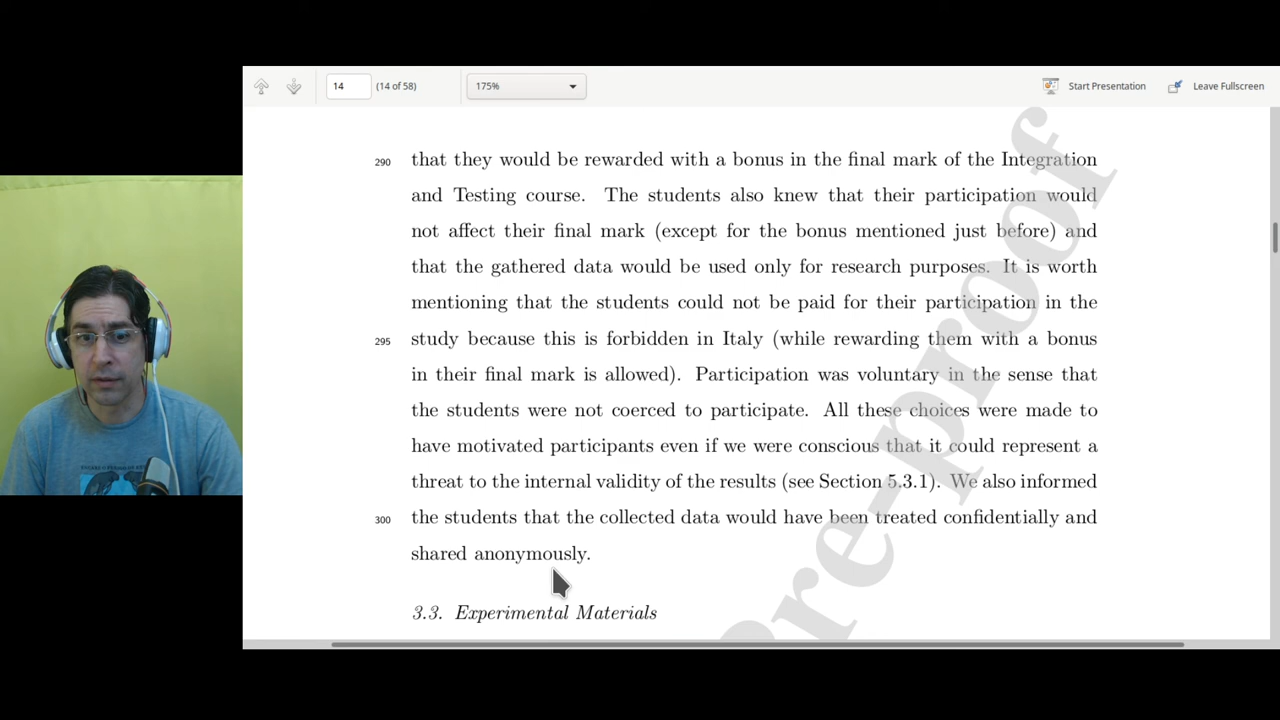 14
(14 of 58)
175%
Start Presentation
Leave Fullscreen
290 that they would be rewarded with a bonus in the final mark of the Integration
and Testing course. The students also knew that their participation would
not affect their final mark (except for the bonus mentioned just before) and
that the gathered data would be used only for research purposes. It is worth
mentioning that the students could not be paid for their participation in the
295 study because this is forbidden in Italy (while rewarding them with a bonus
in their final mark is allowed). Participation was voluntary in the sense that
the students were not coerced to participate. All these choices were made to
have motivated participants even if we were conscious that it could represent a
threat to the internal validity of the results (see Section 5.3.1). We also informed
300 the students that the collected data would have been treated confidentially and
shared anonymously.
3.3. Experimental Materials
re-proof